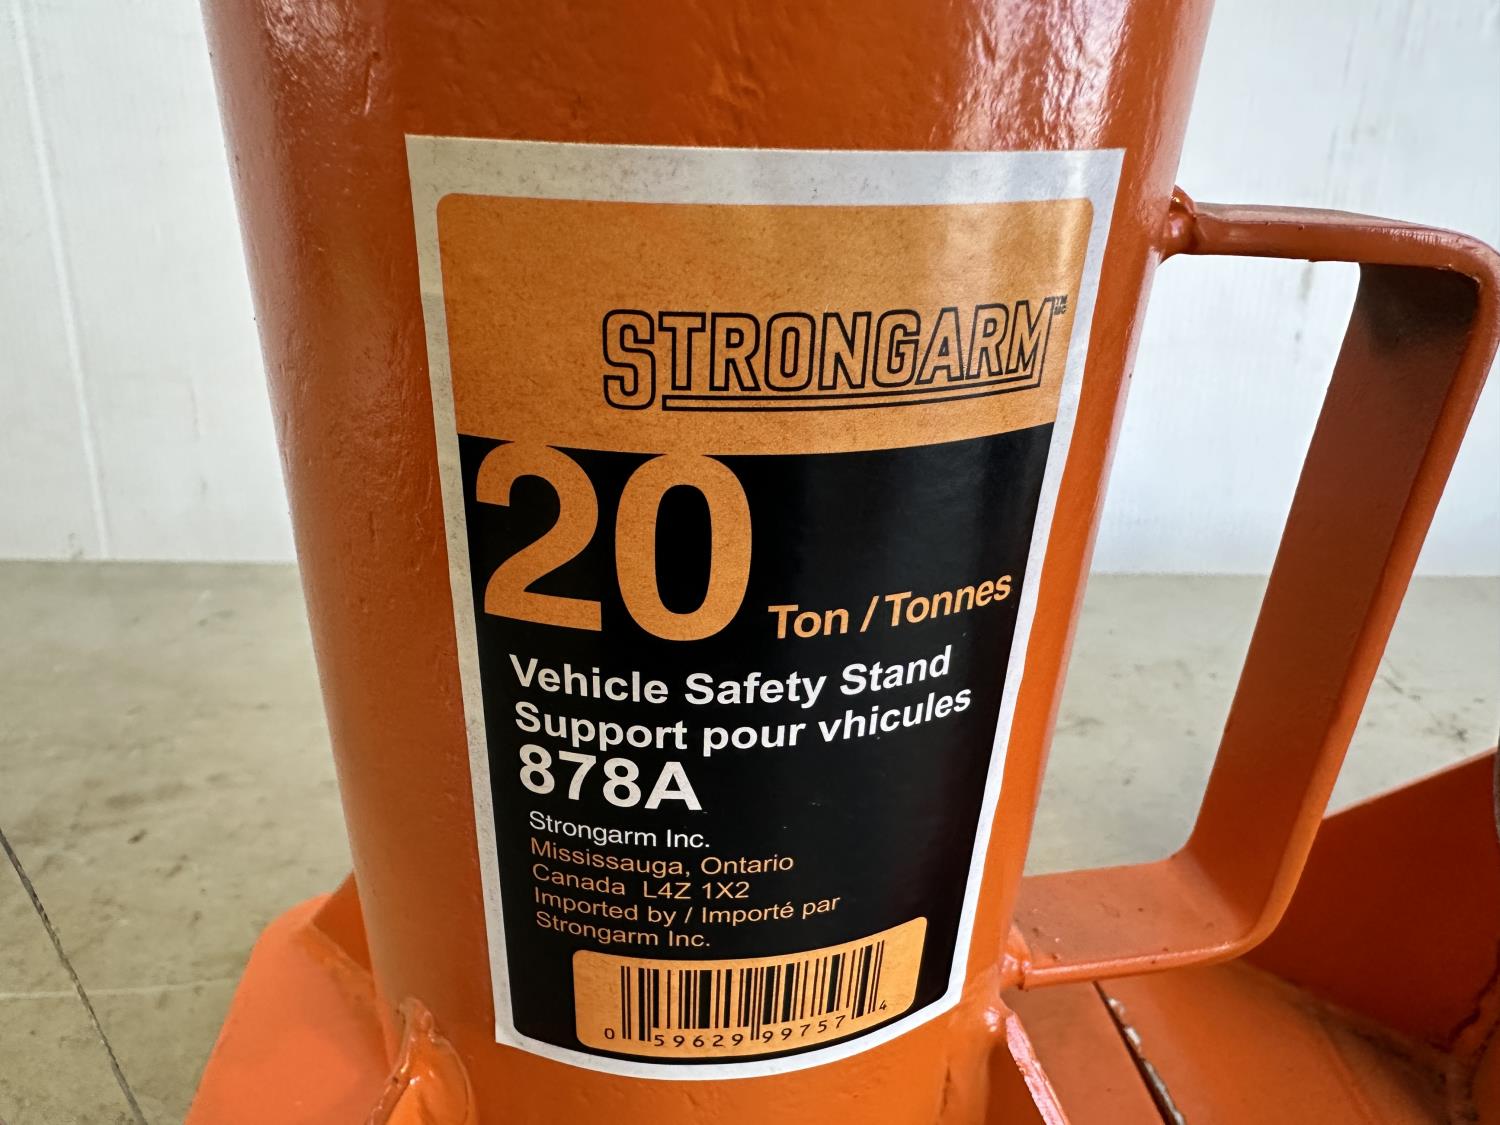 STRONGARM
20 Ton / Tonnes
Vehicle Safety Stand
Support pour vhicules
878A
Strongarm Inc.
Mississauga, Ontario
Canada L4Z 1X2
Imported by / Importé par
Strongarm Inc.
0 59629 99757 4